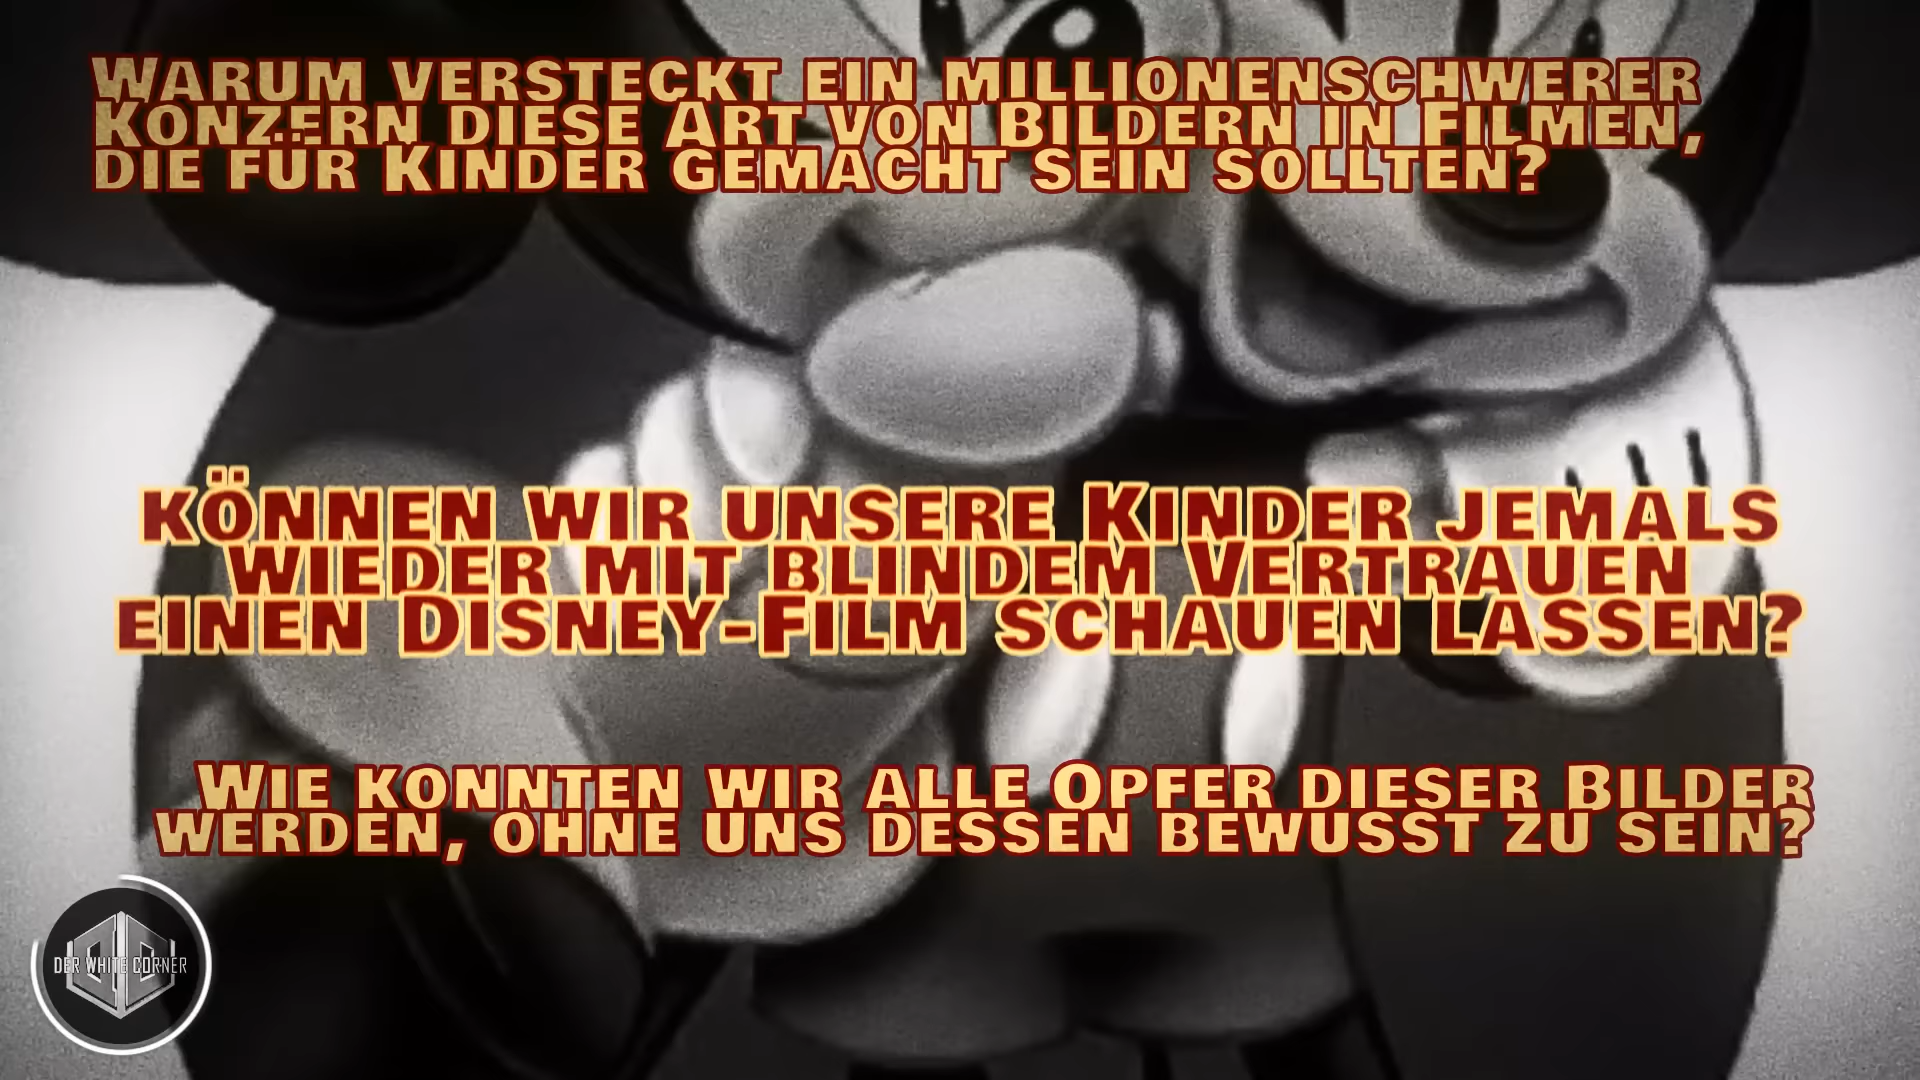 Warum versteckt ein millionenschwerer
Konzern diese Art von Bildern in Filmen,
die für Kinder gemacht sein sollten?
können wir unsere Kinder jemals
wieder mit blindem Vertrauen
einen Disney-Film schauen lassen?
Wie konnten wir alle Opfer dieser Bilder
werden, ohne uns dessen bewusst zu sein?
DER WHITE CORNER